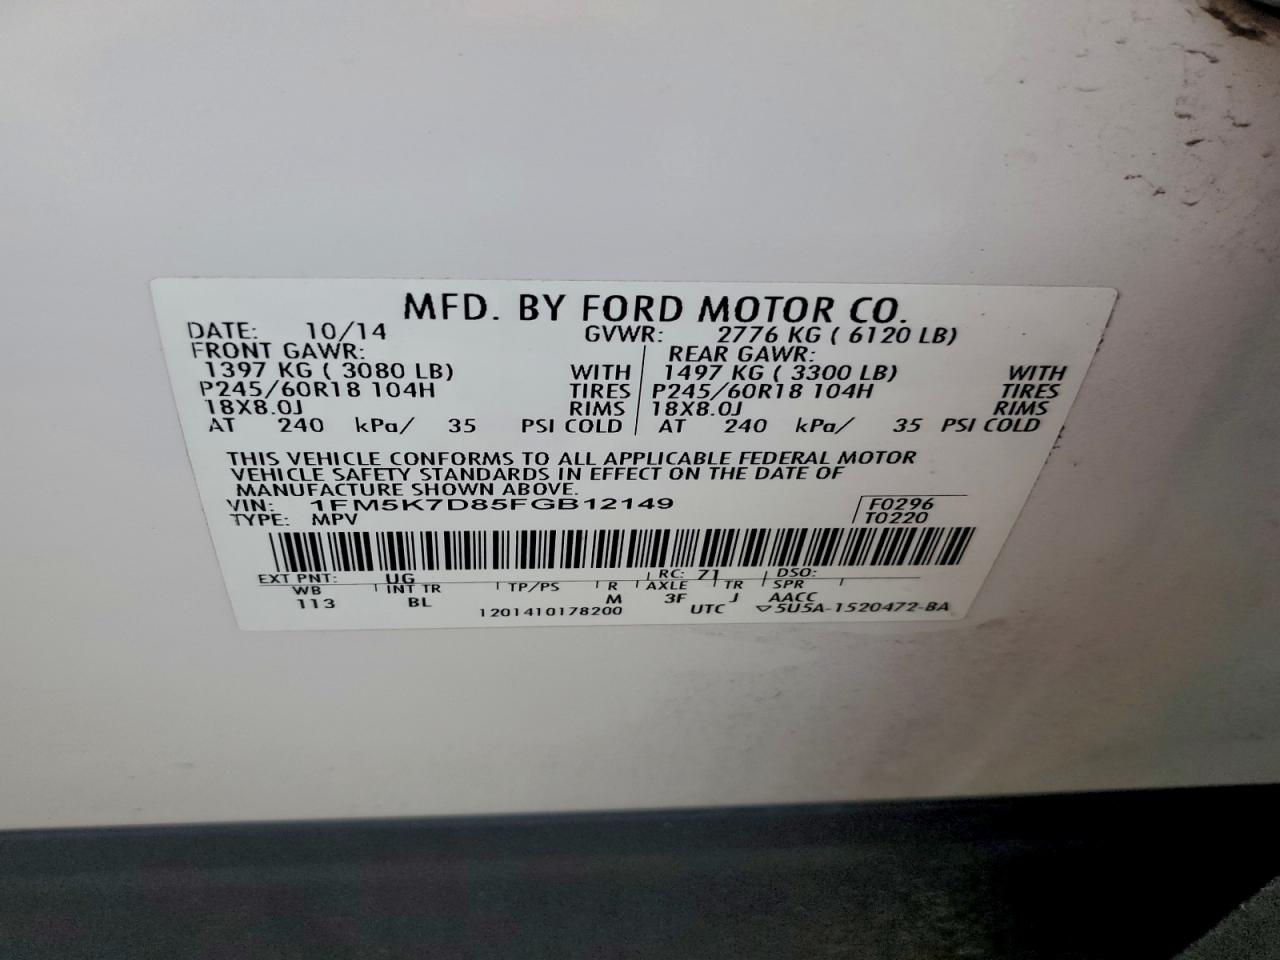 MFD. BY FORD MOTOR CO.
DATE: 10/14 GVWR: 2776 KG ( 6120 LB)
FRONT GAWR: REAR GAWR:
1397 KG ( 3080 LB) WITH 1497 KG ( 3300 LB) WITH
P245/60R18 104H TIRES P245/60R18 104H TIRES
18X8.0J RIMS 18X8.0J RIMS
AT 240 kPa/ 35 PSI COLD AT 240 kPa/ 35 PSI COLD
THIS VEHICLE CONFORMS TO ALL APPLICABLE FEDERAL MOTOR
VEHICLE SAFETY STANDARDS IN EFFECT ON THE DATE OF
MANUFACTURE SHOWN ABOVE.
VIN: 1FM5K7D85FGB12149 F0296
TYPE: MPV T0220
EXT PNT: UG RC: 71 DSO:
WB INT TR TP/PS R AXLE TR SPR
113 BL M 3F J AACC
1201410178200 UTC ▽5U5A-1520472-BA